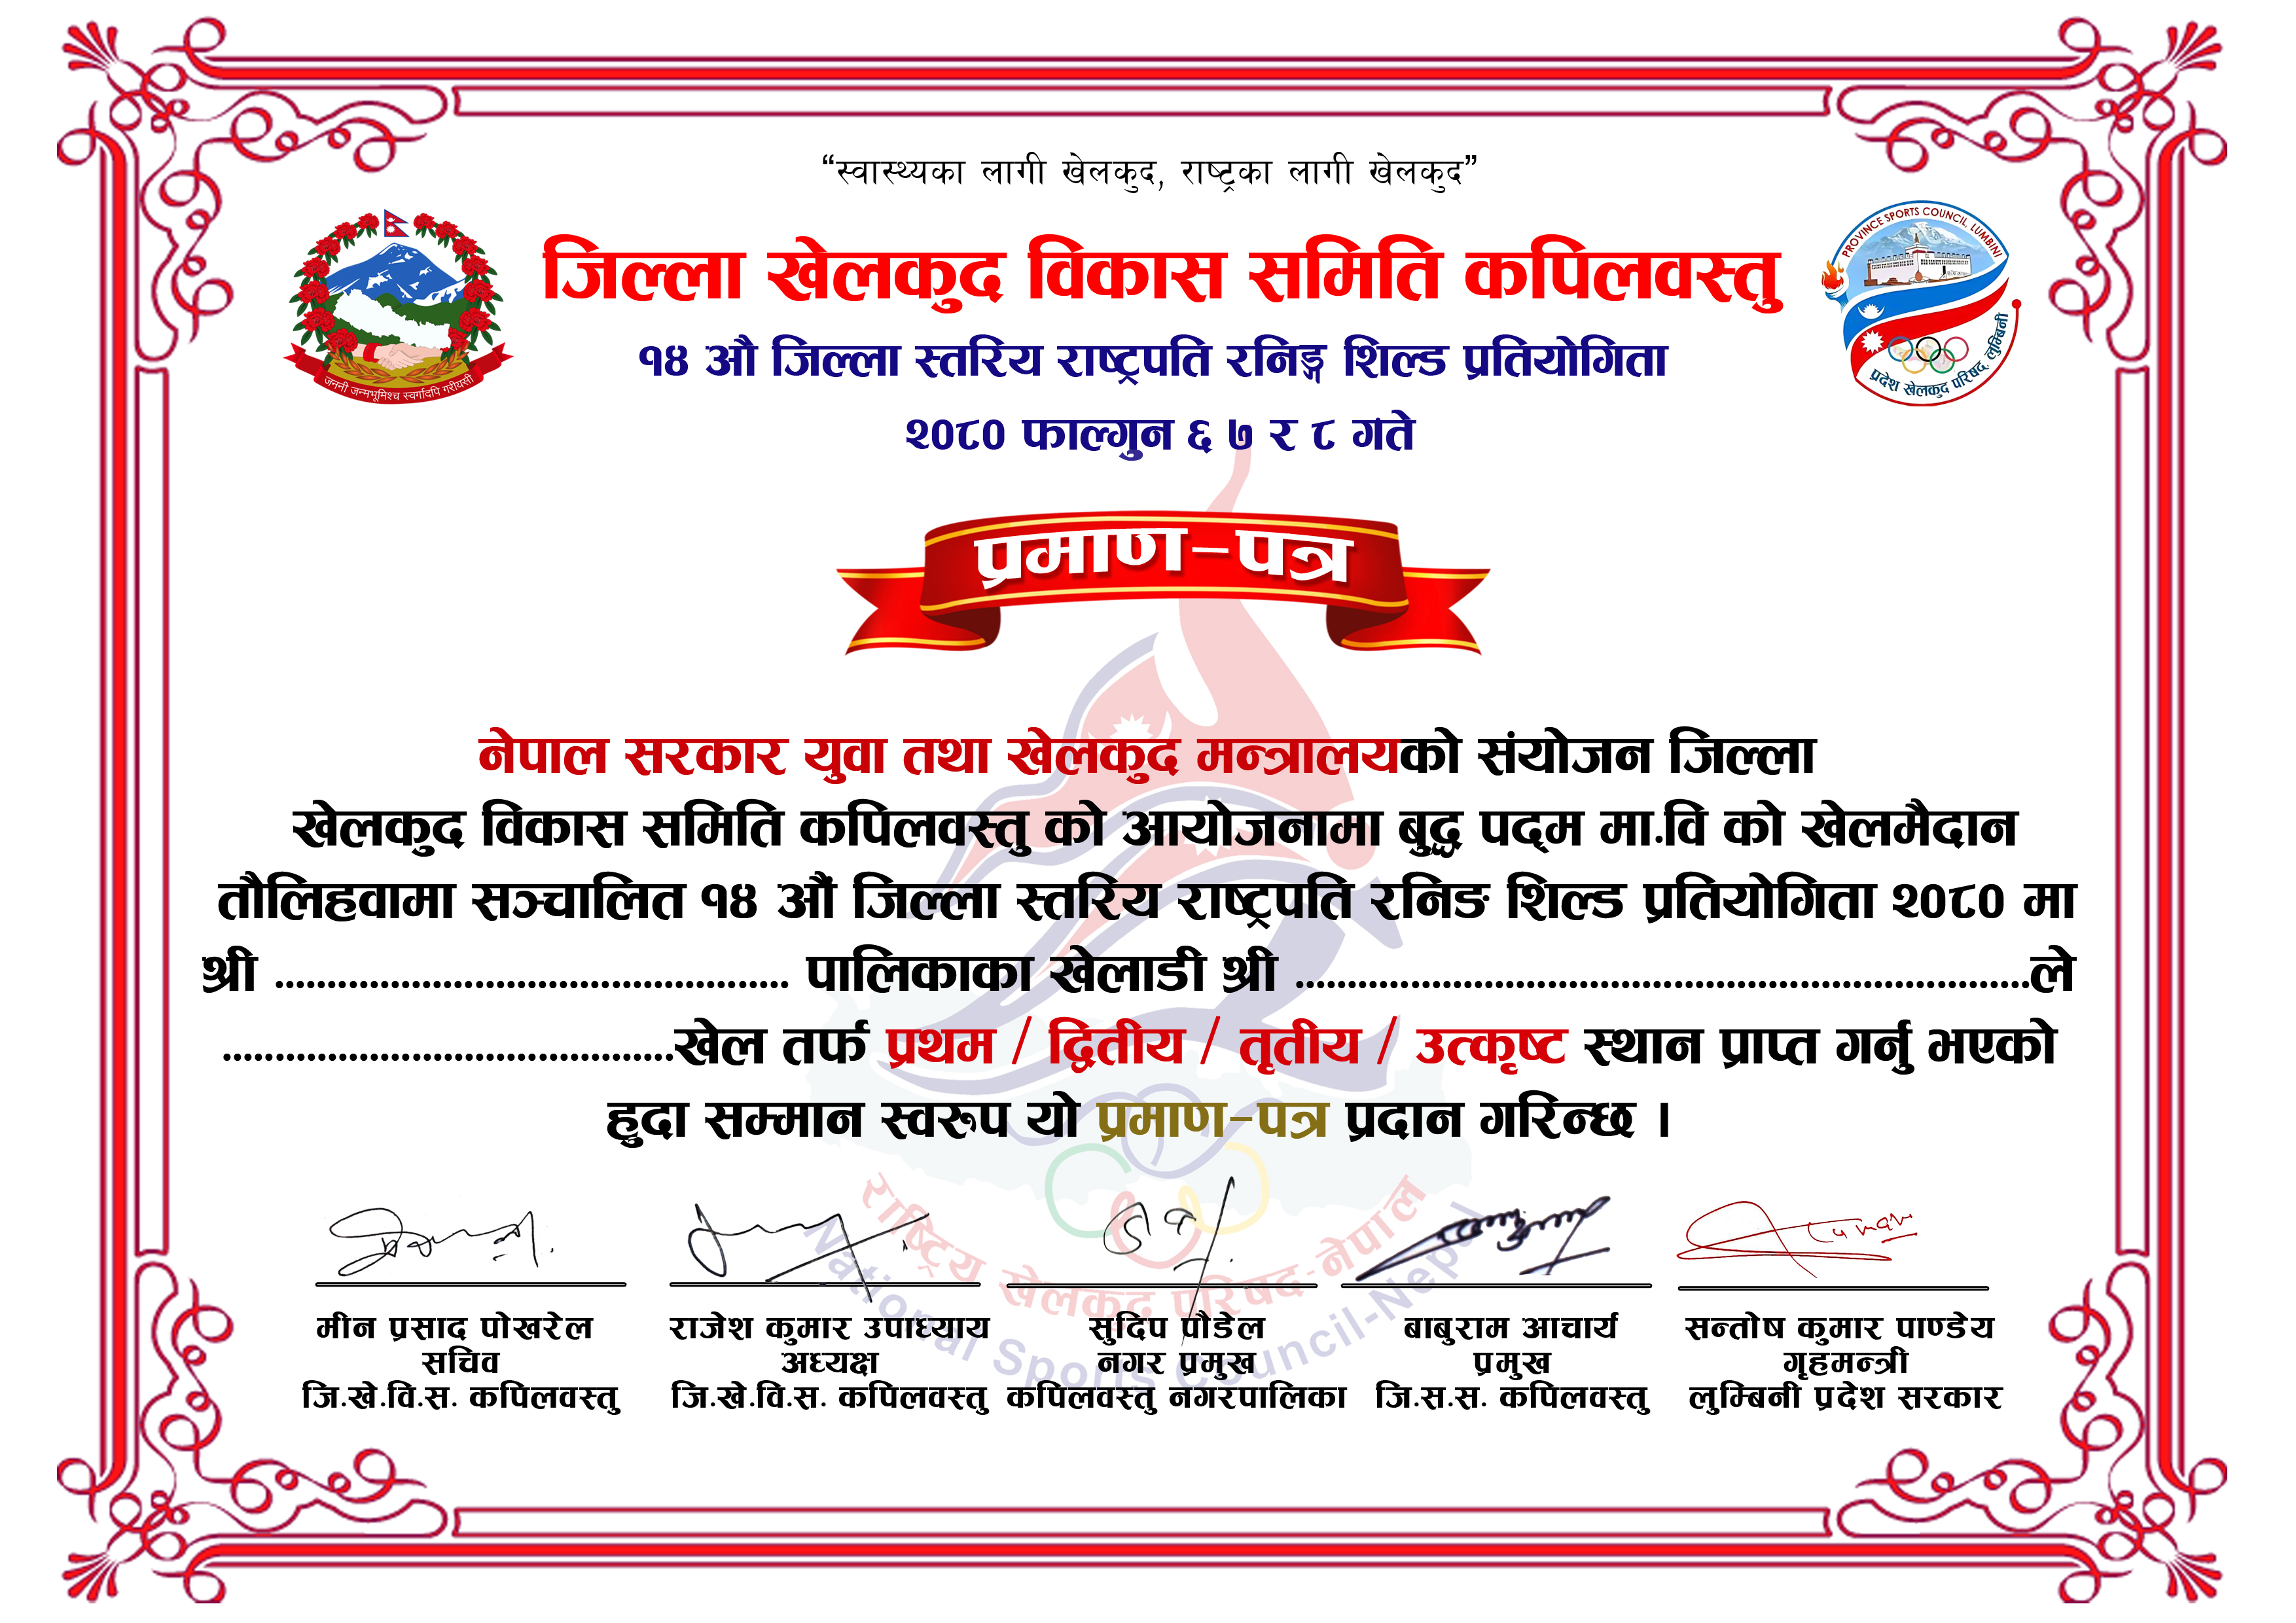 “स्वास्थ्यका लागी खेलकुद, राष्ट्रका लागी खेलकुद”
जिल्ला खेलकुद विकास समिति कपिलवस्तु
१४ औ जिल्ला स्तरिय राष्ट्रपति रनिङ्ग शिल्ड प्रतियोगिता
२०८० फाल्गुन ६ ७ र ८ गते
जननी जन्मभूमिश्च स्वर्गादपि गरीयसी
PROVINCE SPORTS COUNCIL, LUMBINI
प्रदेश खेलकुद परिषद्, लुम्बिनी
प्रमाण-पत्र
नेपाल सरकार युवा तथा खेलकुद मन्त्रालयको संयोजन जिल्ला
खेलकुद विकास समिति कपिलवस्तु को आयोजनामा बुद्ध पद्म मा.वि को खेलमैदान
तौलिहवामा सञ्चालित १४ औं जिल्ला स्तरिय राष्ट्रपति रनिङ शिल्ड प्रतियोगिता २०८० मा
श्री ................................................. पालिकाका खेलाडी श्री ......................................................................ले
...........................................खेल तर्फ प्रथम / द्वितीय / तृतीय / उत्कृष्ट स्थान प्राप्त गर्नु भएको
हुदा सम्मान स्वरुप यो प्रमाण-पत्र प्रदान गरिन्छ ।
राष्ट्रिय खेलकुद परिषद-नेपाल
National Sports Council-Nepal
मीन प्रसाद पोखरेल
सचिव
जि.खे.वि.स. कपिलवस्तु
राजेश कुमार उपाध्याय
अध्यक्ष
जि.खे.वि.स. कपिलवस्तु
सुदिप पौडेल
नगर प्रमुख
कपिलवस्तु नगरपालिका
बाबुराम आचार्य
प्रमुख
जि.स.स. कपिलवस्तु
सन्तोष कुमार पाण्डेय
गृहमन्त्री
लुम्बिनी प्रदेश सरकार